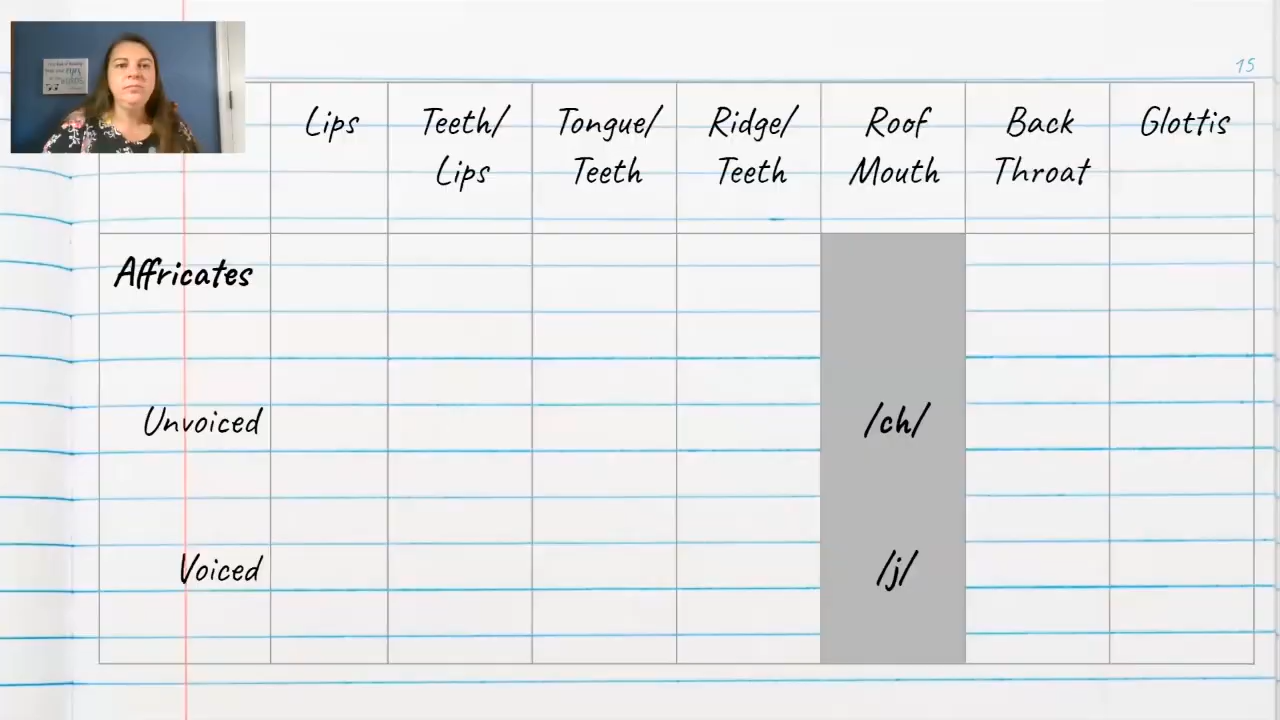 15
Lips
Teeth/
Lips
Tongue/
Teeth
Ridge/
Teeth
Roof
Mouth
Back
Throat
Glottis
Affricates
Unvoiced
/ch/
Voiced
/j/